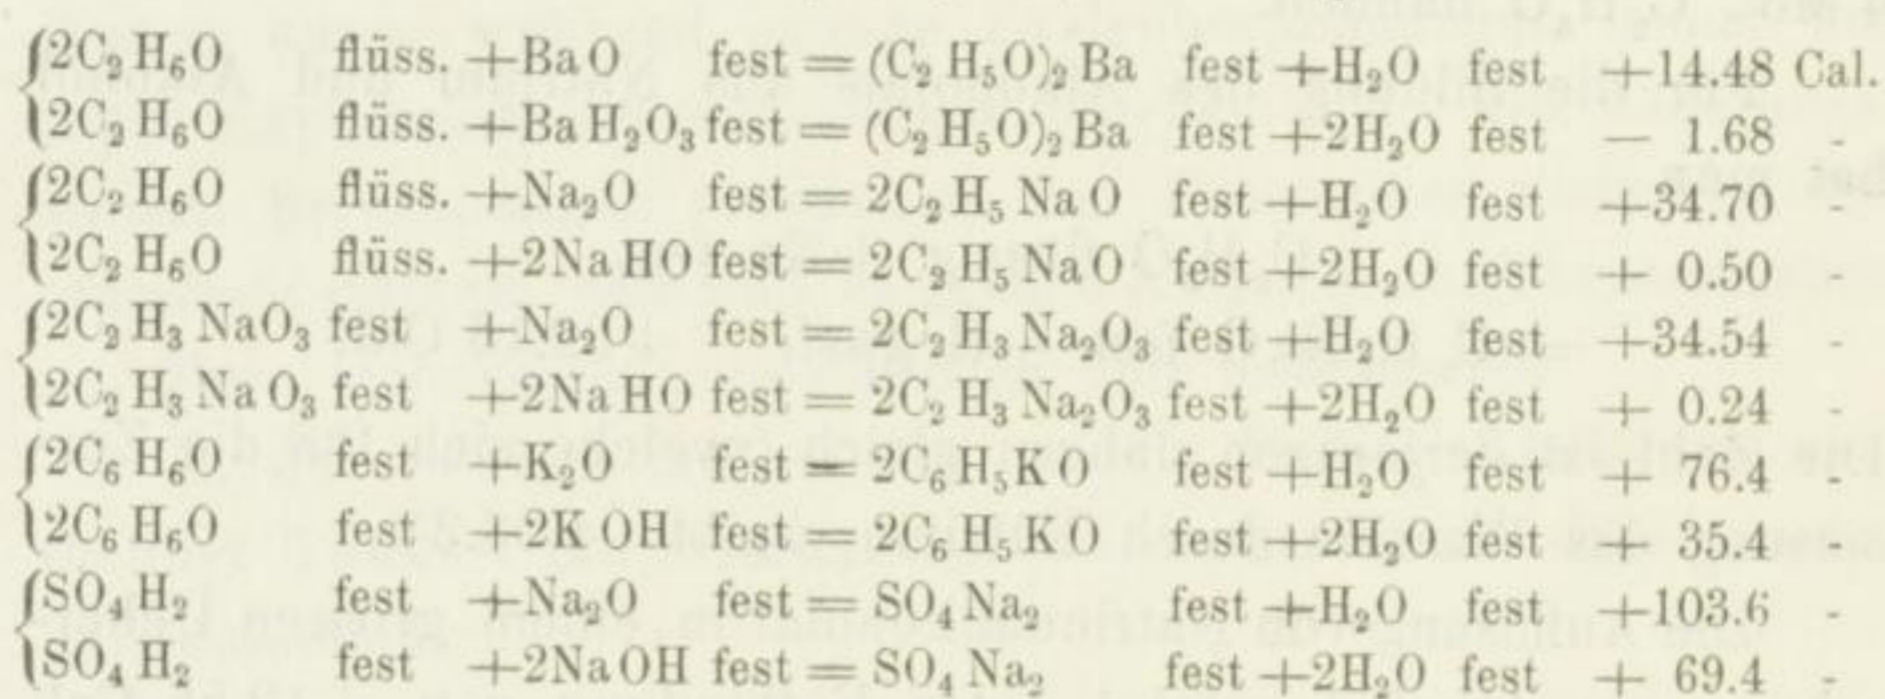 {2C₂H₆O flüss. +BaO fest = (C₂H₅O)₂Ba fest +H₂O fest +14.48 Cal.
{2C₂H₆O flüss. +BaH₂O₃ fest = (C₂H₅O)₂Ba fest +2H₂O fest — 1.68 -
{2C₂H₆O flüss. +Na₂O fest = 2C₂H₅NaO fest +H₂O fest +34.70 -
{2C₂H₆O flüss. +2NaHO fest = 2C₂H₅NaO fest +2H₂O fest + 0.50 -
{2C₂H₃NaO₃ fest +Na₂O fest = 2C₂H₃Na₂O₃ fest +H₂O fest +34.54 -
{2C₂H₃NaO₃ fest +2NaHO fest = 2C₂H₃Na₂O₃ fest +2H₂O fest + 0.24 -
{2C₆H₆O fest +K₂O fest = 2C₆H₅KO fest +H₂O fest + 76.4 -
{2C₆H₆O fest +2KOH fest = 2C₆H₅KO fest +2H₂O fest + 35.4 -
{SO₄H₂ fest +Na₂O fest = SO₄Na₂ fest +H₂O fest +103.6 -
{SO₄H₂ fest +2NaOH fest = SO₄Na₂ fest +2H₂O fest + 69.4 -